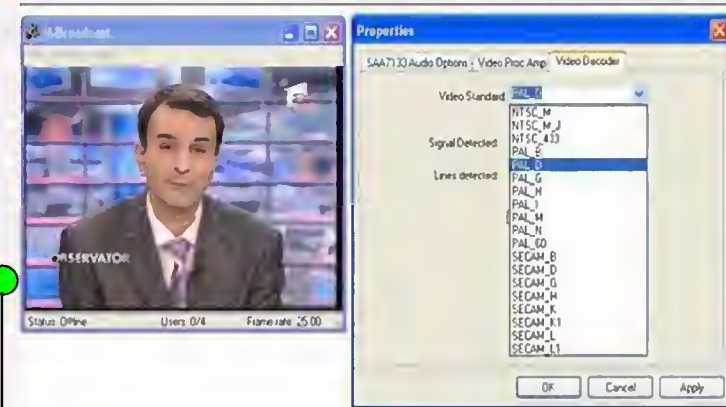 Broadcast
OBSERVATOR
Status: Offline
Users: 0/4
Frame rate: 25.00
Properties
SAA7133 Audio Options
Video Proc Amp
Video Decoder
Video Standard:
NTSC_M
NTSC_M_J
NTSC_433
PAL_B
PAL_D
PAL_G
PAL_H
PAL_I
PAL_M
PAL_N
PAL_60
SECAM_B
SECAM_D
SECAM_G
SECAM_H
SECAM_K
SECAM_K1
SECAM_L
SECAM_L1
Signal Detected:
Lines detected:
OK
Cancel
Apply